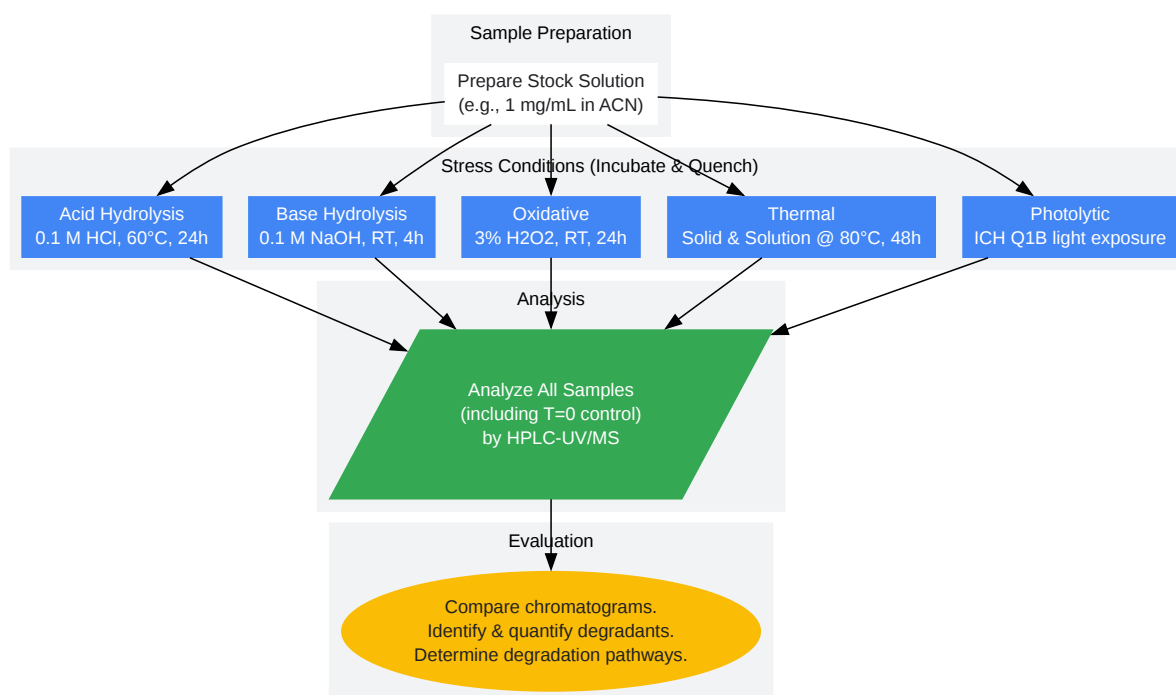 Sample Preparation
Prepare Stock Solution
(e.g., 1 mg/mL in ACN)
Stress Conditions (Incubate & Quench)
Acid Hydrolysis
0.1 M HCl, 60°C, 24h
Base Hydrolysis
0.1 M NaOH, RT, 4h
Oxidative
3% H2O2, RT, 24h
Thermal
Solid & Solution @ 80°C, 48h
Photolytic
ICH Q1B light exposure
Analysis
Analyze All Samples
(including T=0 control)
by HPLC-UV/MS
Evaluation
Compare chromatograms.
Identify & quantify degradants.
Determine degradation pathways.